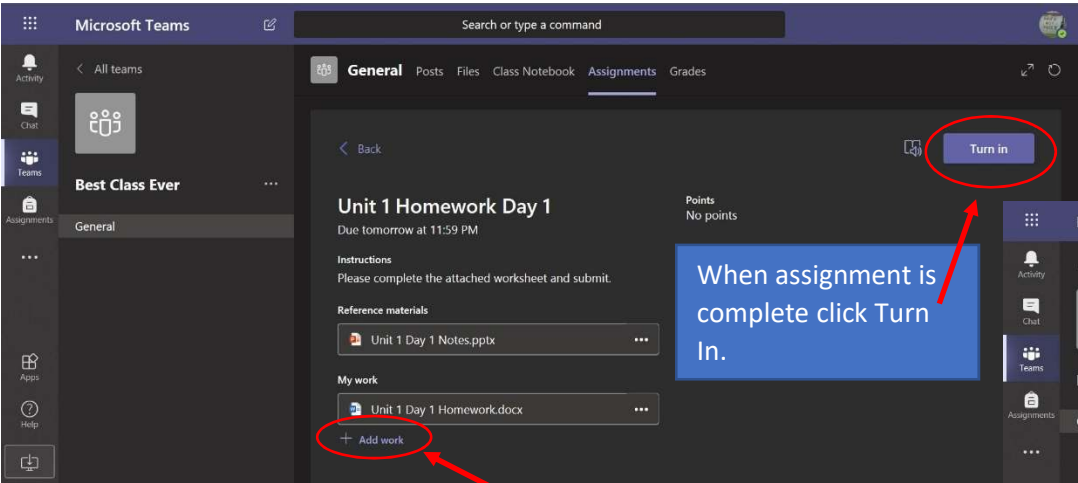 Microsoft Teams
Search or type a command
Activity
Chat
Teams
Assignments
Apps
Help
All teams
Best Class Ever
General
General Posts Files Class Notebook Assignments Grades
Back
Turn in
Unit 1 Homework Day 1
Due tomorrow at 11:59 PM
Points
No points
Instructions
Please complete the attached worksheet and submit.
Reference materials
Unit 1 Day 1 Notes.pptx
My work
Unit 1 Day 1 Homework.docx
+ Add work
When assignment is
complete click Turn
In.
Activity
Chat
Teams
Assignments